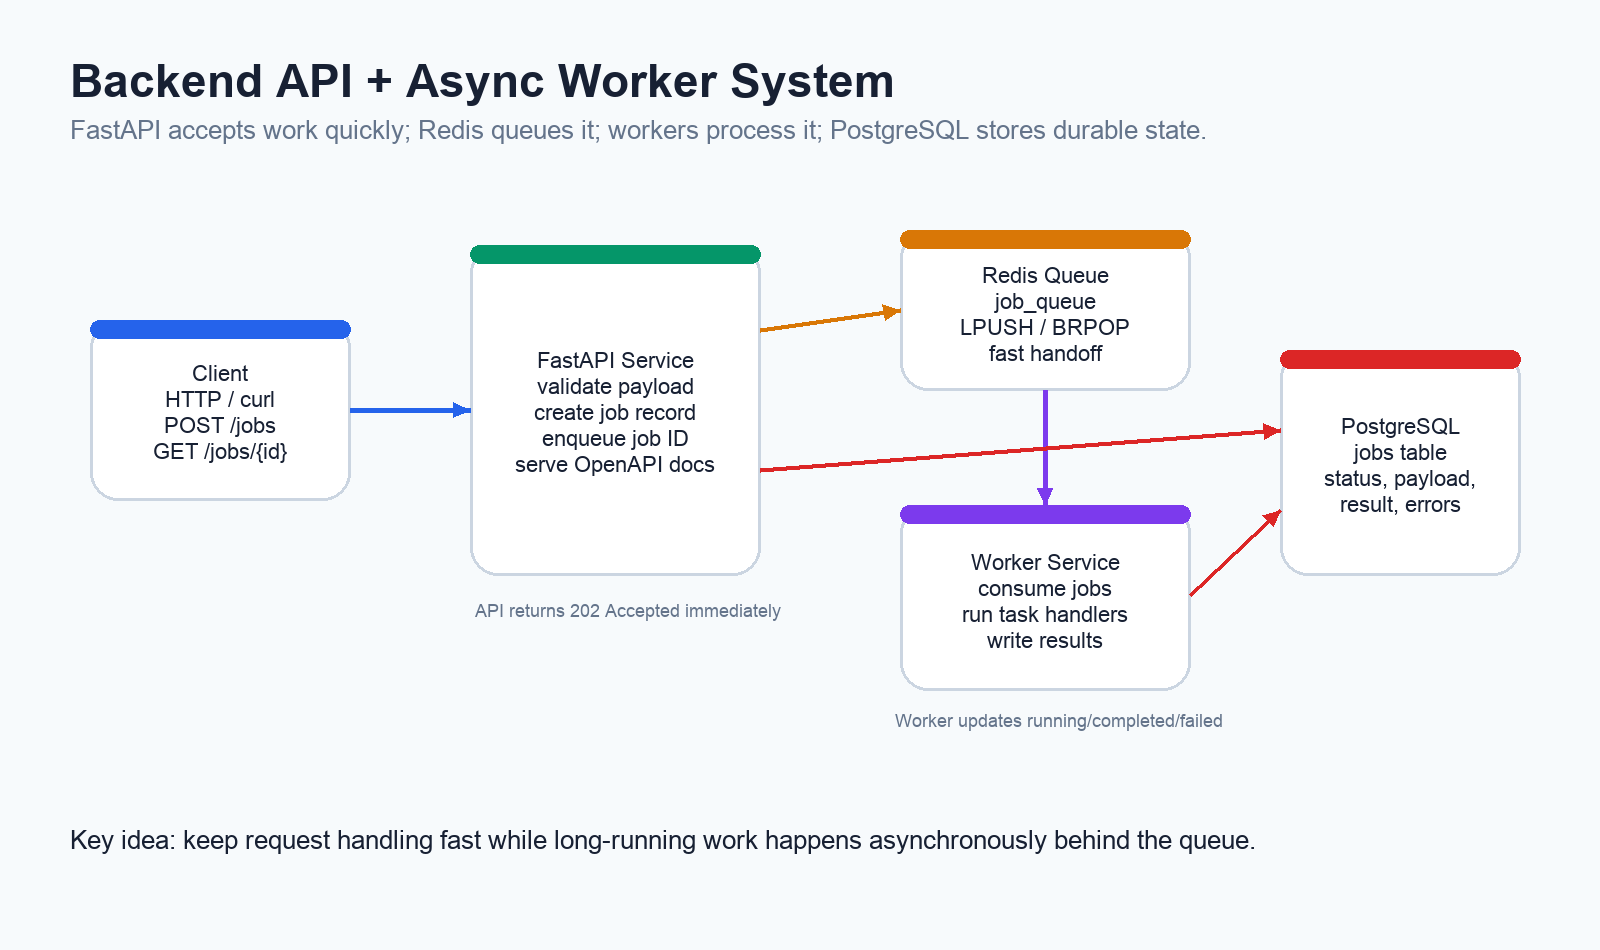 Backend API + Async Worker System
FastAPI accepts work quickly; Redis queues it; workers process it; PostgreSQL stores durable state.
Client
HTTP / curl
POST /jobs
GET /jobs/{id}
FastAPI Service
validate payload
create job record
enqueue job ID
serve OpenAPI docs
API returns 202 Accepted immediately
Redis Queue
job_queue
LPUSH / BRPOP
fast handoff
Worker Service
consume jobs
run task handlers
write results
Worker updates running/completed/failed
PostgreSQL
jobs table
status, payload,
result, errors
Key idea: keep request handling fast while long-running work happens asynchronously behind the queue.